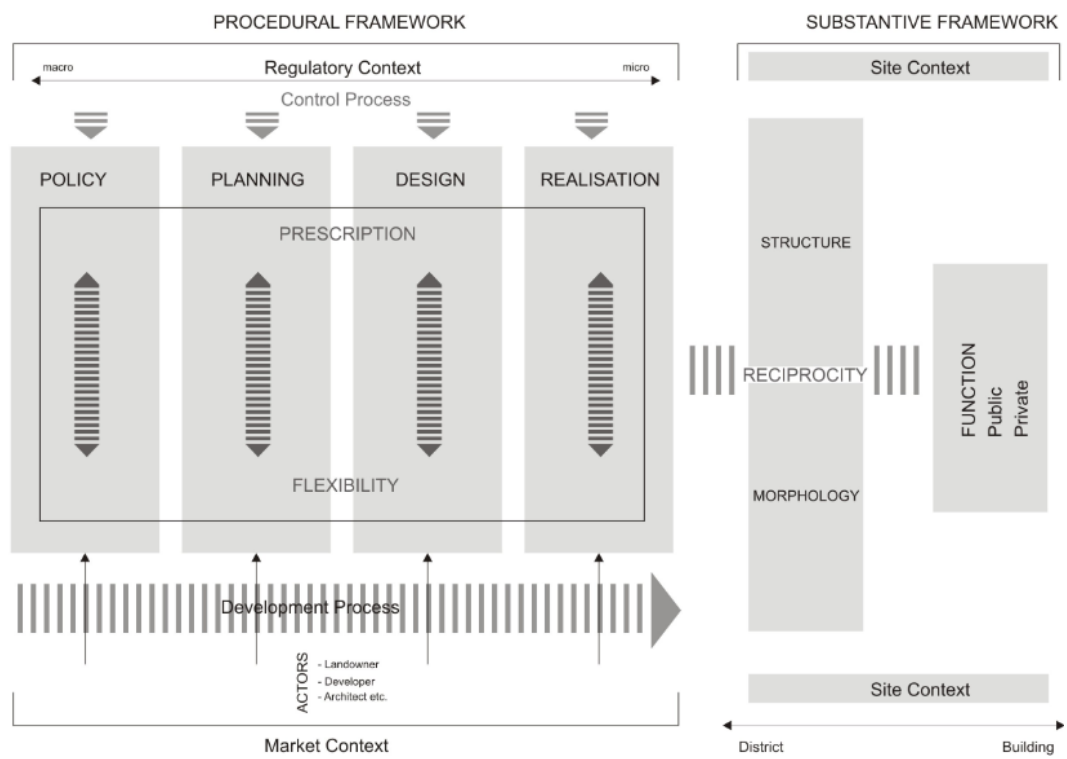 PROCEDURAL FRAMEWORK
macro
Regulatory Context
micro
Control Process
POLICY
PLANNING
DESIGN
REALISATION
PRESCRIPTION
FLEXIBILITY
Development Process
ACTORS
- Landowner
- Developer
- Architect etc.
Market Context
SUBSTANTIVE FRAMEWORK
Site Context
STRUCTURE
RECIPROCITY
MORPHOLOGY
FUNCTION
Public
Private
Site Context
District
Building